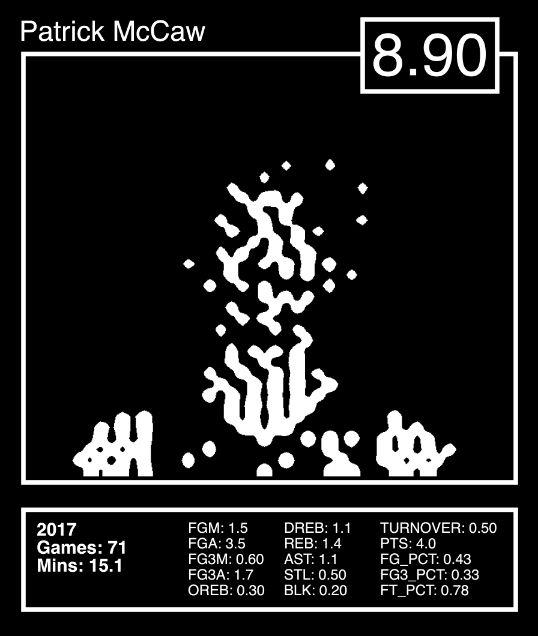 Patrick McCaw
8.90
2017
Games: 71
Mins: 15.1
FGM: 1.5
FGA: 3.5
FG3M: 0.60
FG3A: 1.7
OREB: 0.30
DREB: 1.1
REB: 1.4
AST: 1.1
STL: 0.50
BLK: 0.20
TURNOVER: 0.50
PTS: 4.0
FG_PCT: 0.43
FG3_PCT: 0.33
FT_PCT: 0.78